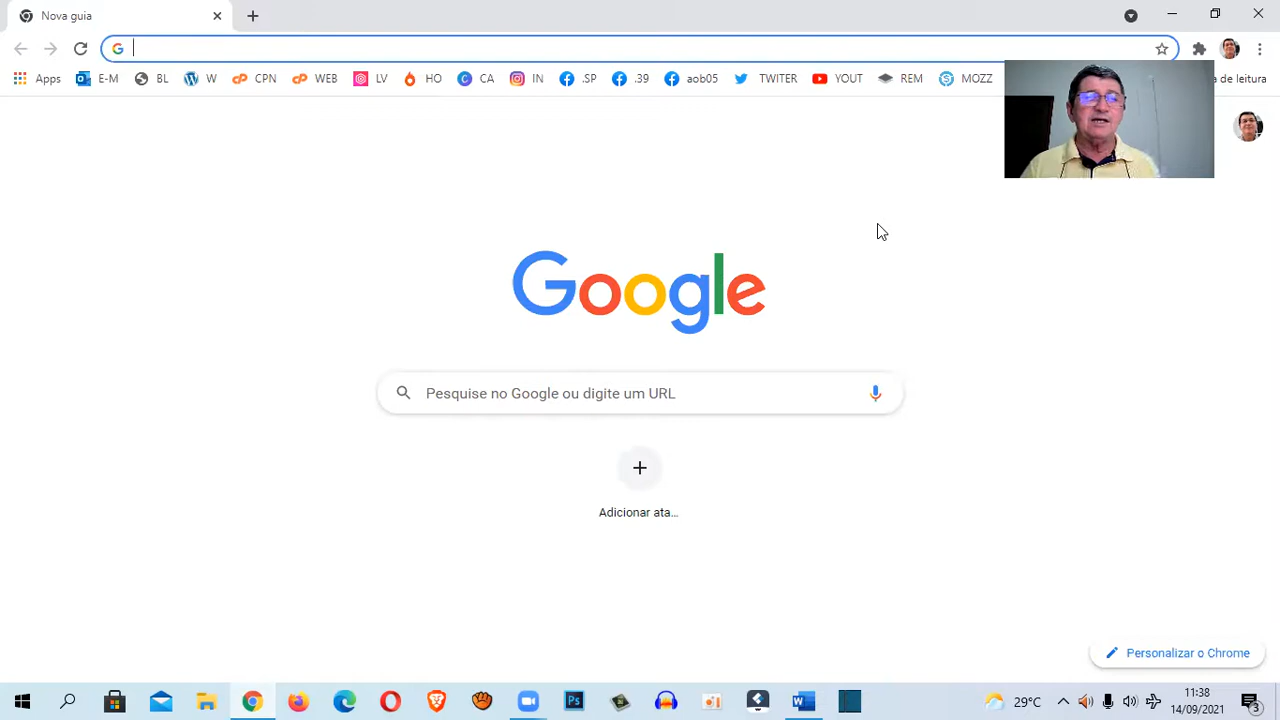 Nova guia
Apps E-M BL W CPN WEB LV HO CA IN .SP .39 aob05 TWITER YOUT REM MOZZ a de leitura
Google
Pesquise no Google ou digite um URL
Adicionar ata...
Personalizar o Chrome
29°C
11:38
14/09/2021
3